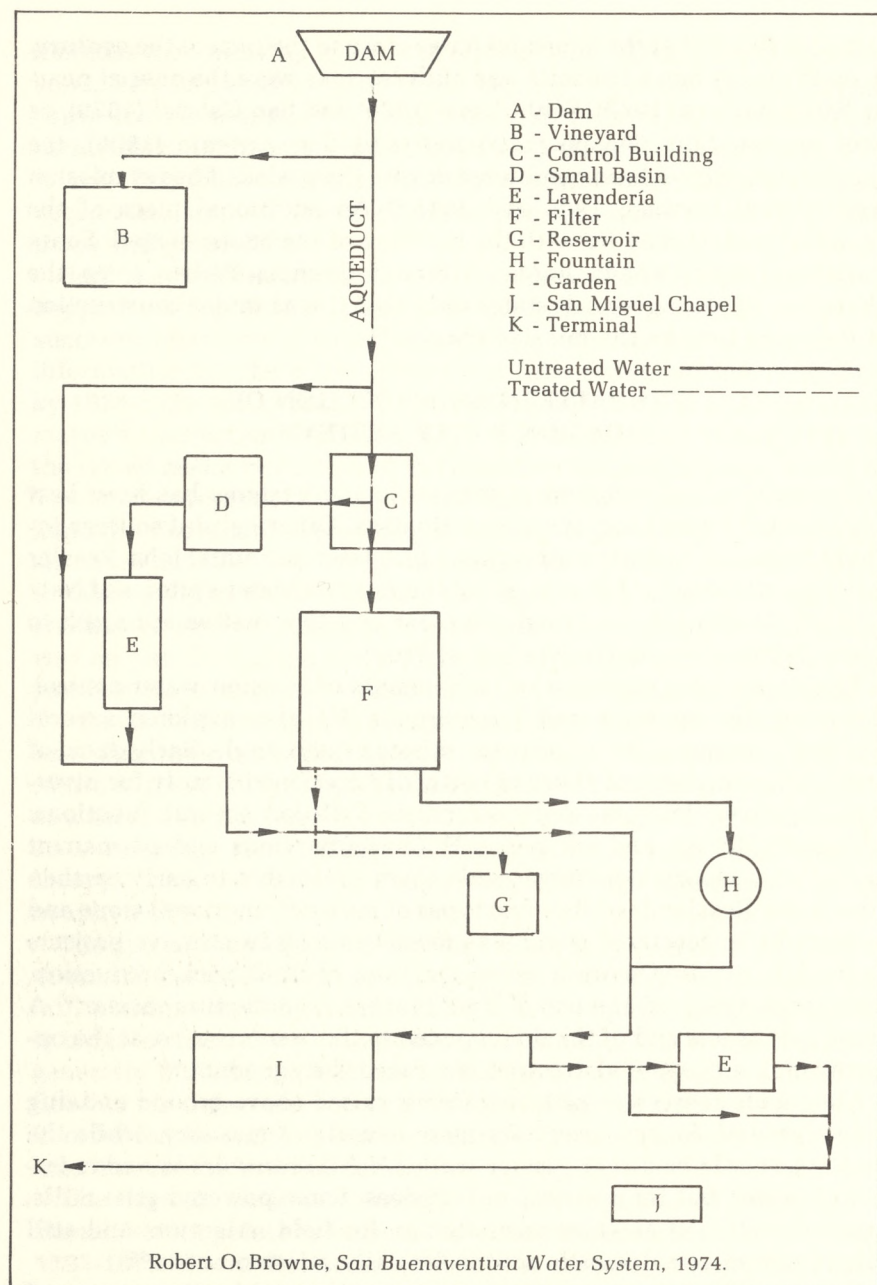 A
DAM
A - Dam
B - Vineyard
C - Control Building
D - Small Basin
E - Lavendería
F - Filter
G - Reservoir
H - Fountain
I - Garden
J - San Miguel Chapel
K - Terminal
Untreated Water
Treated Water
AQUEDUCT
B
D
C
E
F
G
H
I
E
K
J
Robert O. Browne, San Buenaventura Water System, 1974.